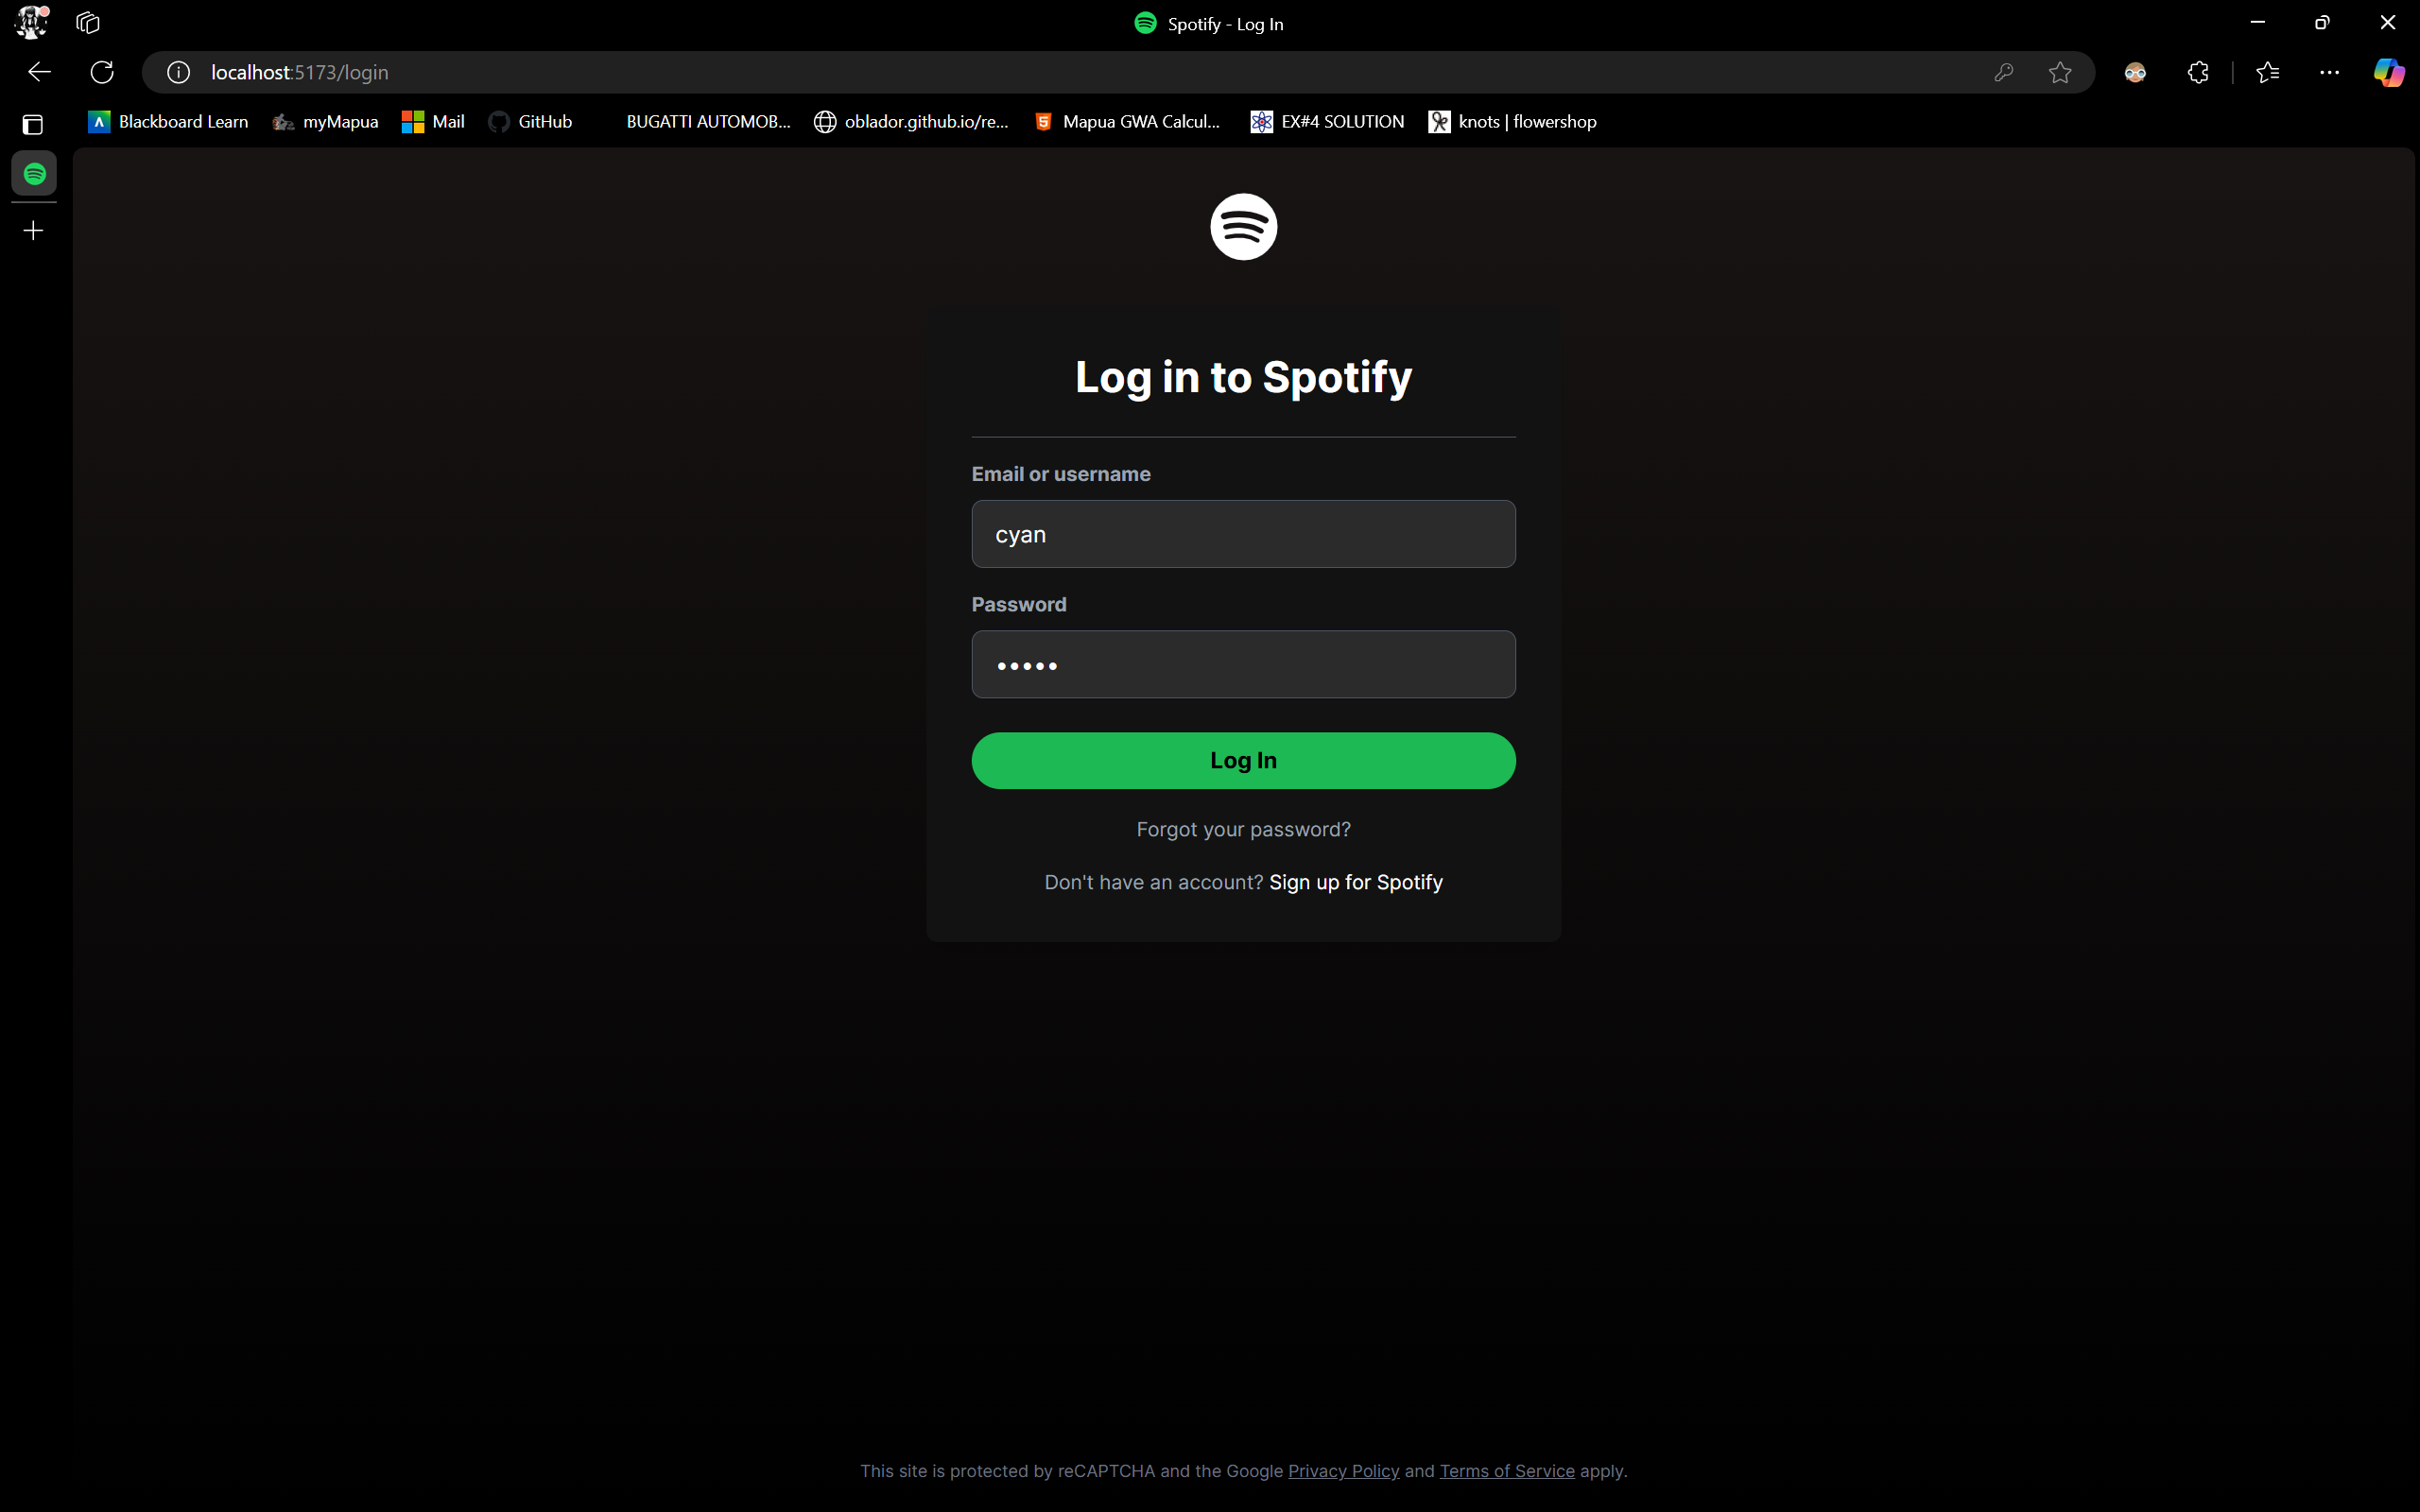 Spotify - Log In
localhost:5173/login
Blackboard Learn
myMapua
Mail
GitHub
BUGATTI AUTOMOB...
oblador.github.io/re...
Mapua GWA Calcul...
EX#4 SOLUTION
knots | flowershop
Log in to Spotify
Email or username
cyan
Password
•••••
Log In
Forgot your password?
Don't have an account? Sign up for Spotify
This site is protected by reCAPTCHA and the Google Privacy Policy and Terms of Service apply.